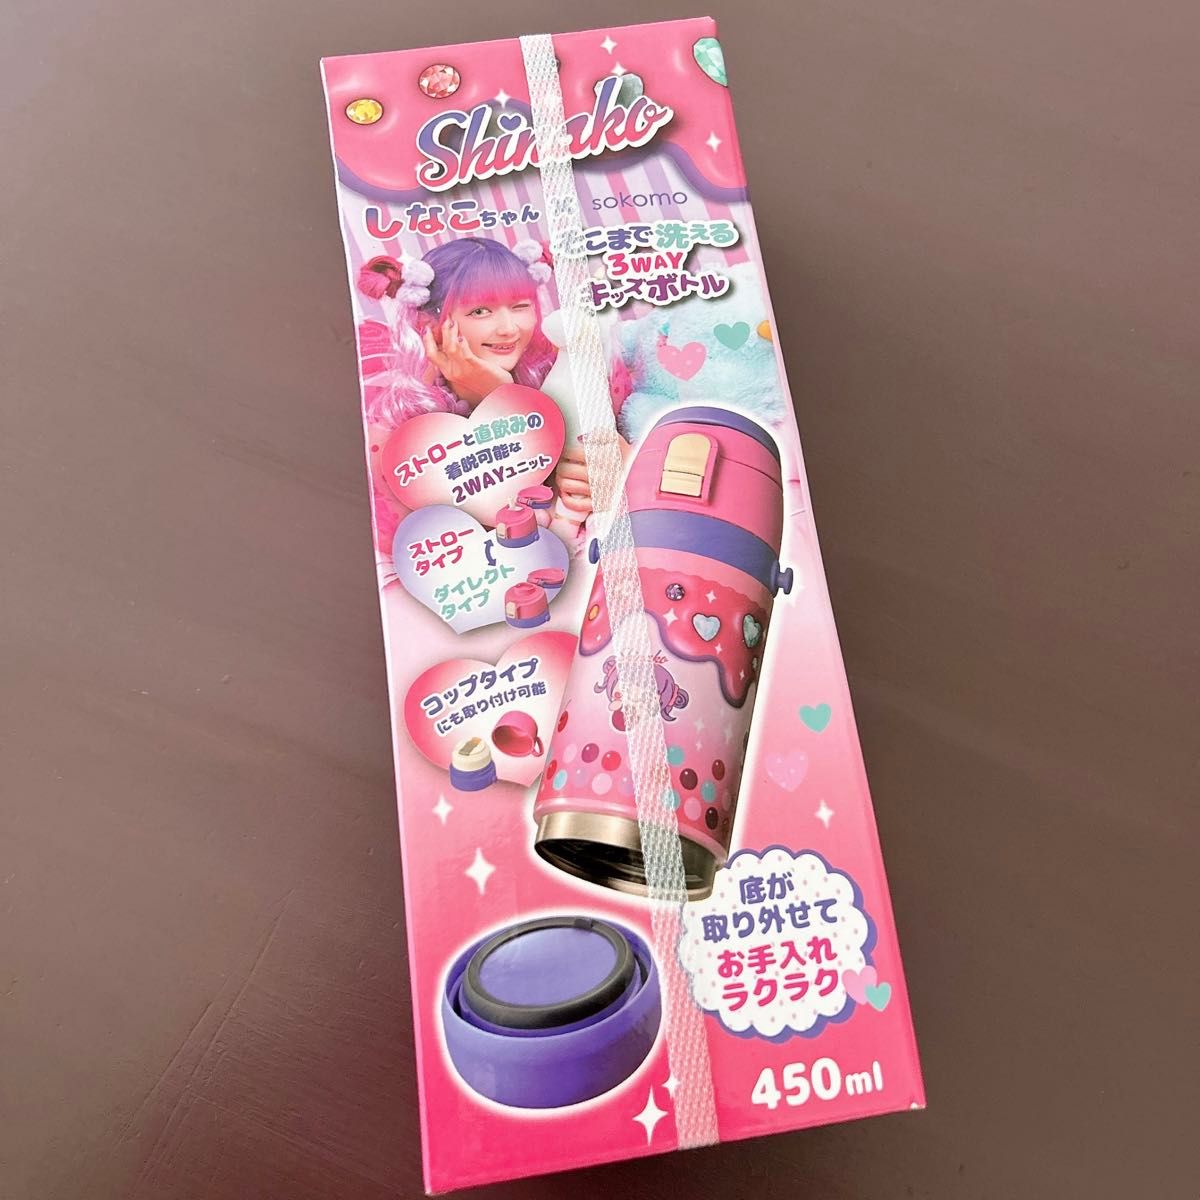 Shinako
しなこちゃん × sokomo
そこまで洗える
3WAY
キッズボトル
ストローと直飲みの
着脱可能な
2WAYユニット
ストロー
タイプ
ダイレクト
タイプ
コップタイプ
にも取り付け可能
底が
取り外せて
お手入れ
ラクラク
450ml